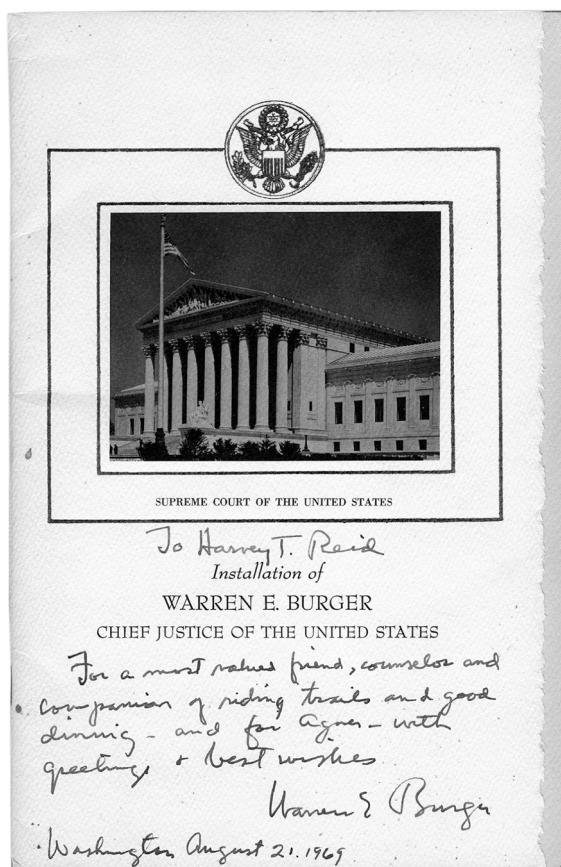 SUPREME COURT OF THE UNITED STATES
To Harvey T. Reid
Installation of
WARREN E. BURGER
CHIEF JUSTICE OF THE UNITED STATES
For a most valued friend, counselor and
companion of riding trails and good
dining - and for Agnes - with
greetings & best wishes
Warren E Burger
Washington August 21. 1969